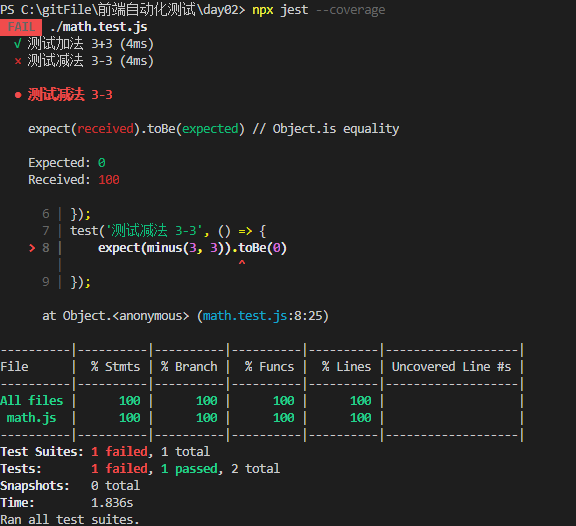 PS C:\gitFile\前端自动化测试\day02> npx jest --coverage
FAIL ./math.test.js
√ 测试加法 3+3 (4ms)
× 测试减法 3-3 (4ms)
● 测试减法 3-3
expect(received).toBe(expected) // Object.is equality
Expected: 0
Received: 100
6 | });
7 | test('测试减法 3-3', () => {
> 8 |     expect(minus(3, 3)).toBe(0)
|                         ^
9 | });
at Object.<anonymous> (math.test.js:8:25)
----------|----------|----------|----------|----------|-------------------|
File      |  % Stmts | % Branch |  % Funcs |  % Lines | Uncovered Line #s |
----------|----------|----------|----------|----------|-------------------|
All files |      100 |      100 |      100 |      100 |                   |
math.js  |      100 |      100 |      100 |      100 |                   |
----------|----------|----------|----------|----------|-------------------|
Test Suites: 1 failed, 1 total
Tests:       1 failed, 1 passed, 2 total
Snapshots:   0 total
Time:        1.836s
Ran all test suites.